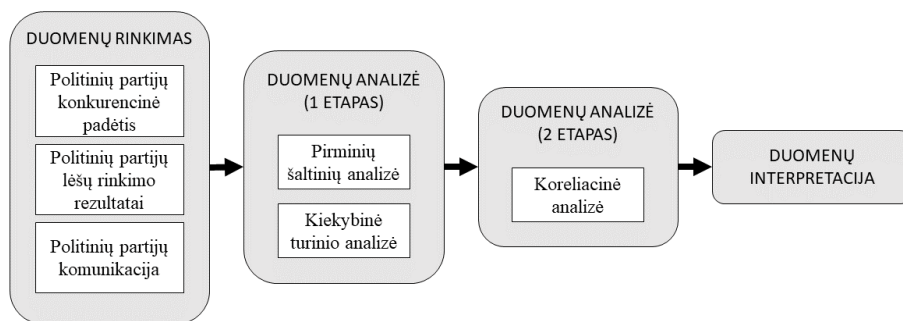 DUOMENŲ RINKIMAS
Politinių partijų
konkurencinė
padėtis
Politinių partijų
lėšų rinkimo
rezultatai
Politinių partijų
komunikacija
DUOMENŲ ANALIZĖ
(1 ETAPAS)
Pirminių
šaltinių analizė
Kiekybinė
turinio analizė
DUOMENŲ ANALIZĖ
(2 ETAPAS)
Koreliacinė
analizė
DUOMENŲ
INTERPRETACIJA